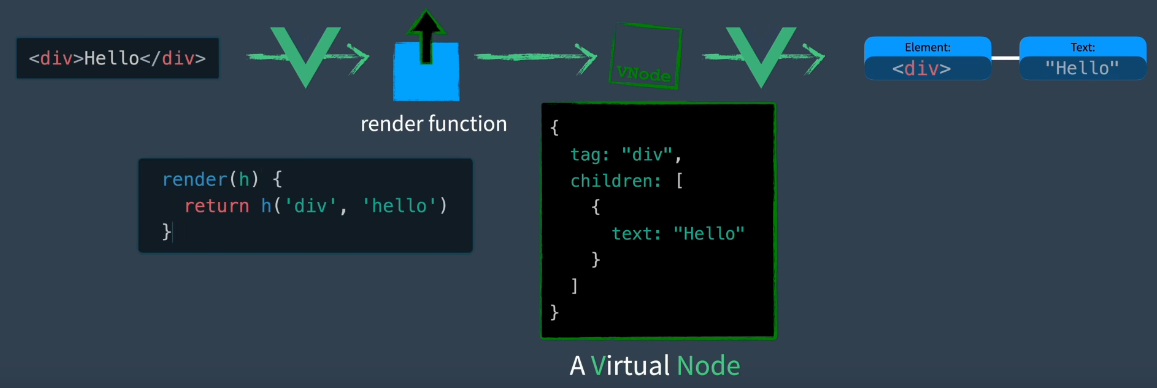 <div>Hello</div>
VNode
Element:
<div>
Text:
"Hello"
render function
render(h) {
  return h('div', 'hello')
}
{
  tag: "div",
  children: [
    {
      text: "Hello"
    }
  ]
}
A Virtual Node